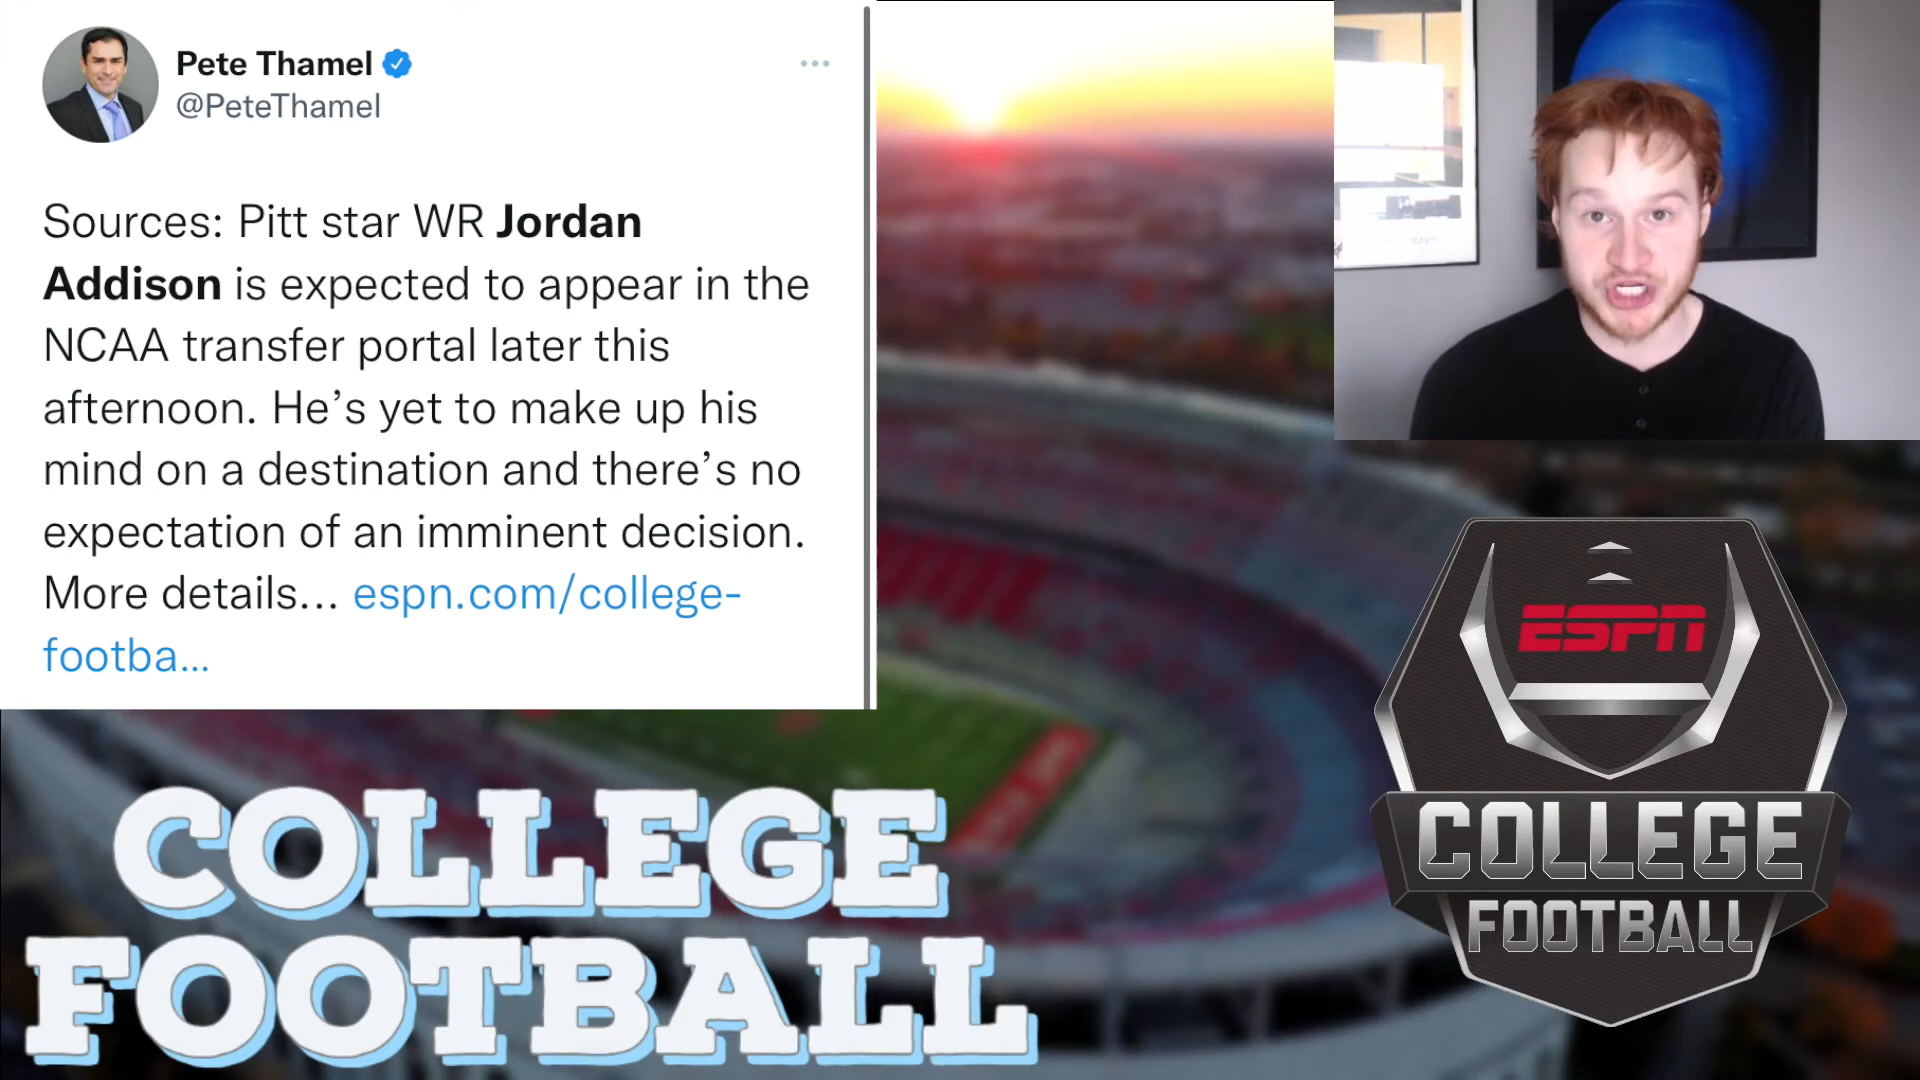 Pete Thamel
@PeteThamel
Sources: Pitt star WR Jordan
Addison is expected to appear in the
NCAA transfer portal later this
afternoon. He’s yet to make up his
mind on a destination and there’s no
expectation of an imminent decision.
More details... espn.com/college-
footba...
ESPN
COLLEGE
FOOTBALL
COLLEGE
FOOTBALL